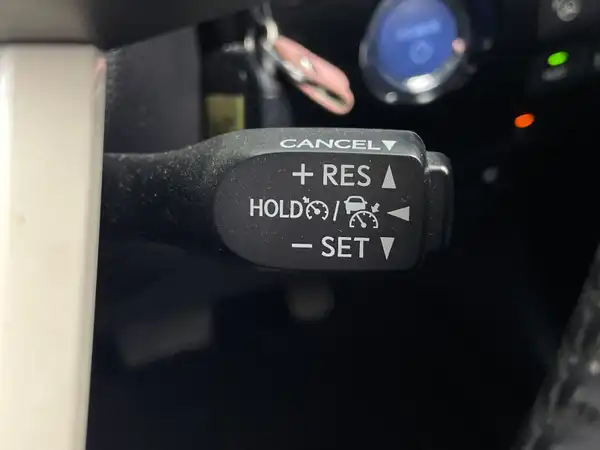 CANCEL▼
+ RES ▲
HOLD / ◀
− SET ▼